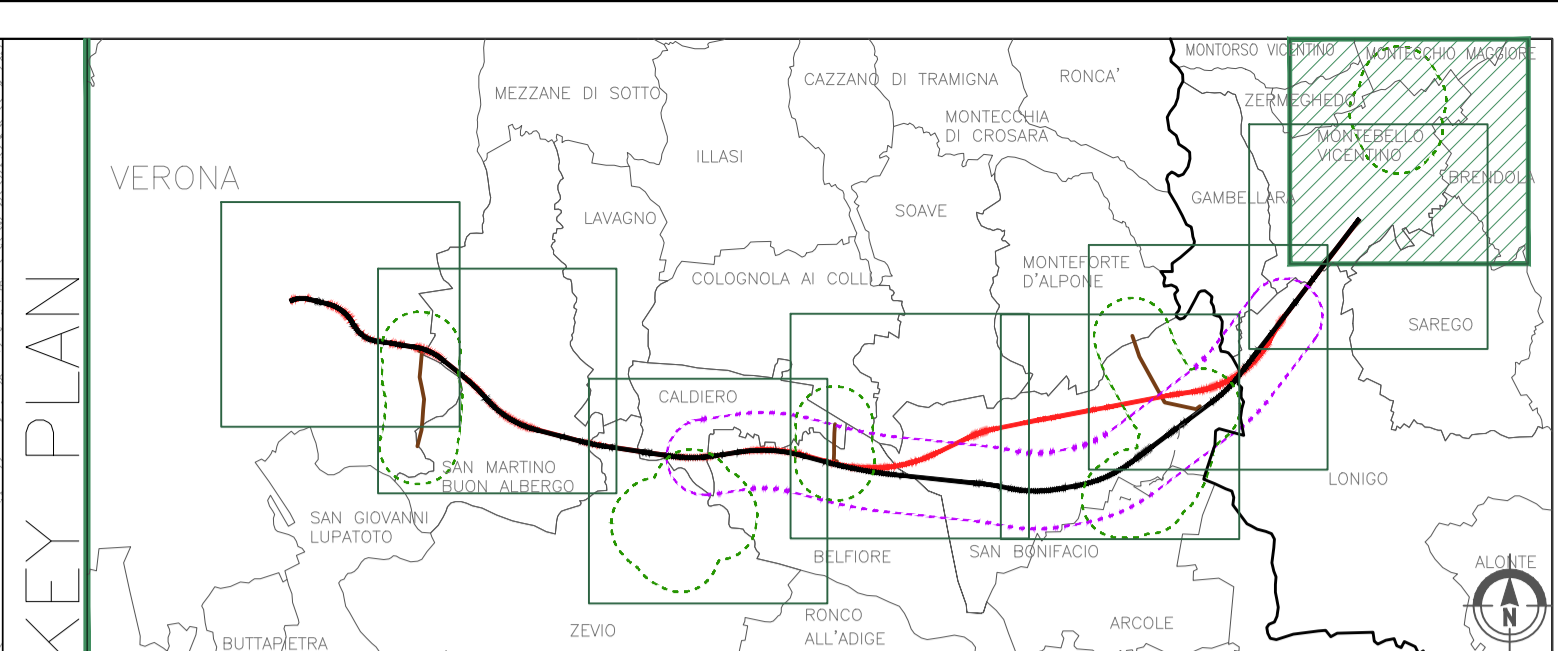 KEY PLAN
MONTORSO VICENTINO
MONTECCHIO MAGGIORE
CAZZANO DI TRAMIGNA
RONCA'
MEZZANE DI SOTTO
ZERMEGHEDO
MONTECCHIA
DI CROSARA
MONTEBELLO
VICENTINO
ILLASI
VERONA
BRENDOLA
GAMBELLARA
LAVAGNO
SOAVE
MONTEFORTE
D'ALPONE
COLOGNOLA AI COLLI
SAREGO
CALDIERO
SAN MARTINO
BUON ALBERGO
LONIGO
SAN GIOVANNI
LUPATOTO
BELFIORE
SAN BONIFACIO
ALONTE
N
RONCO
ALL'ADIGE
ARCOLE
ZEVIO
BUTTAPIETRA